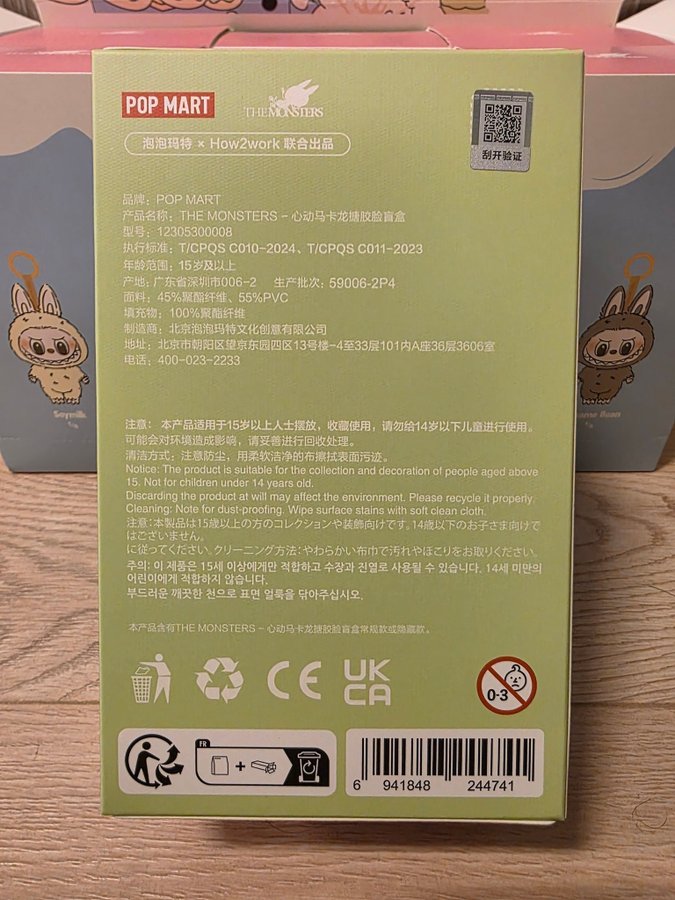 POP MART
THE MONSTERS
泡泡玛特 × How2work 联合出品
刮开验证
品牌：POP MART
产品名称：THE MONSTERS - 心动马卡龙搪胶脸盲盒
型号：12305300008
执行标准：T/CPQS C010-2024、T/CPQS C011-2023
年龄范围：15岁及以上
产地：广东省深圳市006-2 生产批次：59006-2P4
面料：45%聚酯纤维、55%PVC
填充物：100%聚酯纤维
制造商：北京泡泡玛特文化创意有限公司
地址：北京市朝阳区望京东园四区13号楼-4至33层101内A座36层3606室
电话：400-023-2233
注意：本产品适用于15岁以上人士摆放，收藏使用，请勿给14岁以下儿童进行使用。
可能会对环境造成影响，请妥善进行回收处理。
清洁方式：注意防尘，用柔软洁净的布擦拭表面污迹。
Notice: The product is suitable for the collection and decoration of people aged above
15. Not for children under 14 years old.
Discarding the product at will may affect the environment. Please recycle it properly.
Cleaning: Note for dust-proofing. Wipe surface stains with soft clean cloth.
注意:本製品は15歳以上の方のコレクションや装飾向けです。14歳以下のお子さま向けで
はございません。
に従ってください。クリーニング方法:やわらかい布巾で汚れやほこりをお取りください。
주의: 이 제품은 15세 이상에게만 적합하고 수장과 진열로 사용될 수 있습니다. 14세 미만의
어린이에게 적합하지 않습니다.
부드러운 깨끗한 천으로 표면 얼룩을 닦아주십시오.
本产品含有THE MONSTERS - 心动马卡龙搪胶脸盲盒常规款或隐藏款。
CE
UK
CA
0-3
FR
+
6 941848 244741
Soymilk